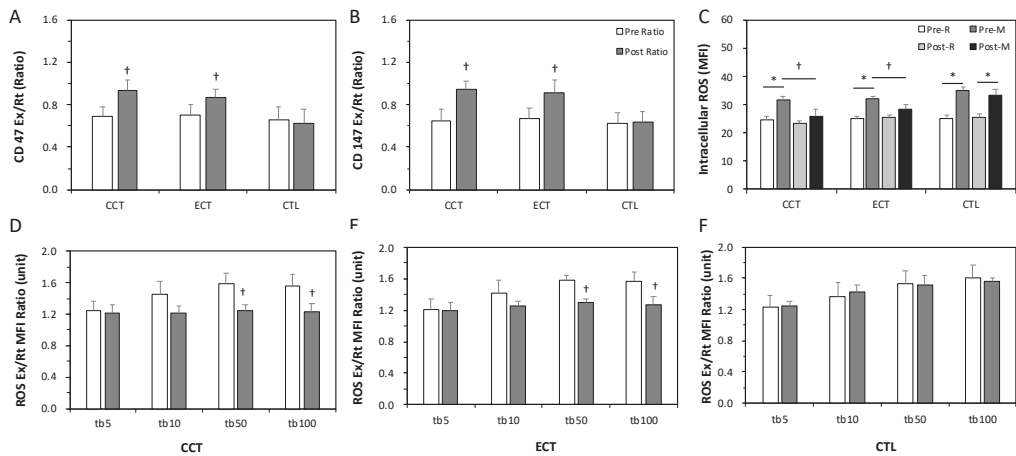 A
CD 47 Ex/Rt (Ratio)
1.6
1.2
0.8
0.4
0.0
†
†
CCT
ECT
CTL
B
CD 147 Ex/Rt (Ratio)
1.6
1.2
0.8
0.4
0.0
Pre Ratio
Post Ratio
†
†
CCT
ECT
CTL
C
Intracellular ROS (MFI)
60
50
40
30
20
10
0
Pre-R
Pre-M
Post-R
Post-M
*
†
*
†
*
*
CCT
ECT
CTL
D
ROS Ex/Rt MFI Ratio (unit)
2.0
1.6
1.2
0.8
0.4
0.0
†
†
tb5
tb10
tb50
tb100
CCT
ROS Ex/Rt MFI Ratio (unit)
2.0
1.6
1.2
0.8
0.4
0.0
†
†
tb5
tb10
tb50
tb100
ECT
F
ROS Ex/Rt MFI Ratio (unit)
2.0
1.6
1.2
0.8
0.4
0.0
tb5
tb10
tb50
tb100
CTL